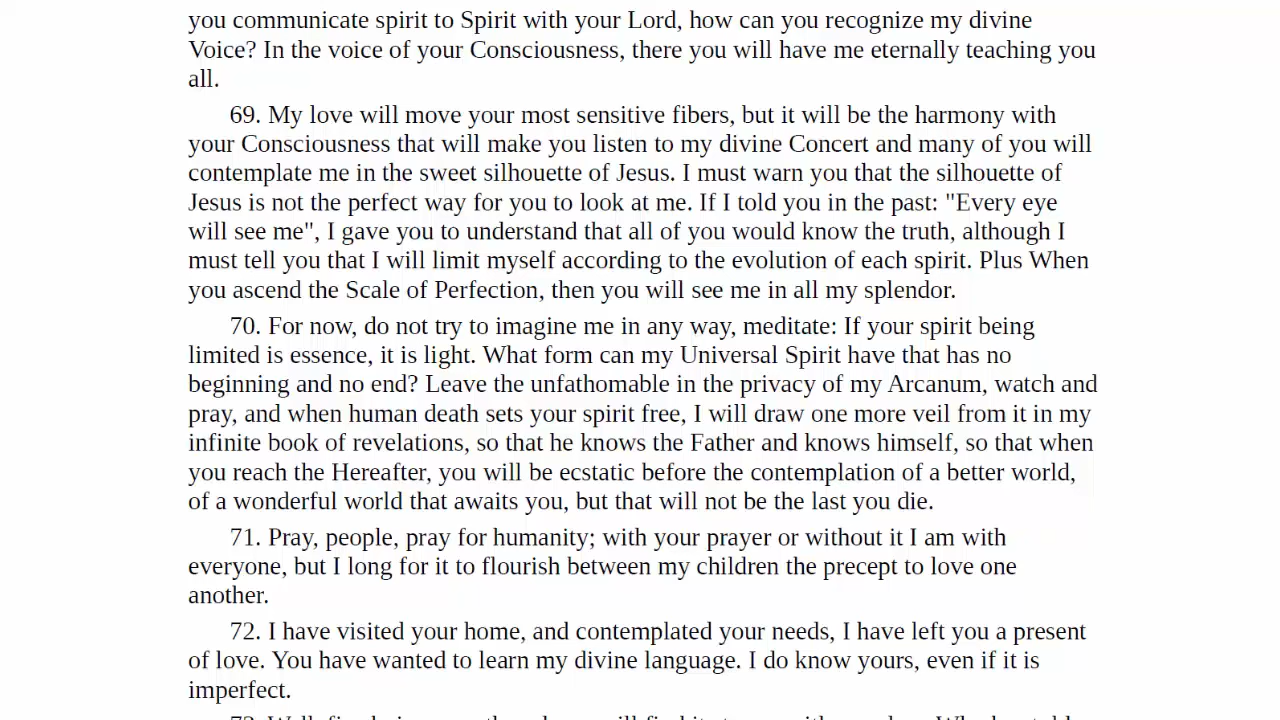 you communicate spirit to Spirit with your Lord, how can you recognize my divine
Voice? In the voice of your Consciousness, there you will have me eternally teaching you
all.
69. My love will move your most sensitive fibers, but it will be the harmony with
your Consciousness that will make you listen to my divine Concert and many of you will
contemplate me in the sweet silhouette of Jesus. I must warn you that the silhouette of
Jesus is not the perfect way for you to look at me. If I told you in the past: "Every eye
will see me", I gave you to understand that all of you would know the truth, although I
must tell you that I will limit myself according to the evolution of each spirit. Plus When
you ascend the Scale of Perfection, then you will see me in all my splendor.
70. For now, do not try to imagine me in any way, meditate: If your spirit being
limited is essence, it is light. What form can my Universal Spirit have that has no
beginning and no end? Leave the unfathomable in the privacy of my Arcanum, watch and
pray, and when human death sets your spirit free, I will draw one more veil from it in my
infinite book of revelations, so that he knows the Father and knows himself, so that when
you reach the Hereafter, you will be ecstatic before the contemplation of a better world,
of a wonderful world that awaits you, but that will not be the last you die.
71. Pray, people, pray for humanity; with your prayer or without it I am with
everyone, but I long for it to flourish between my children the precept to love one
another.
72. I have visited your home, and contemplated your needs, I have left you a present
of love. You have wanted to learn my divine language. I do know yours, even if it is
imperfect.